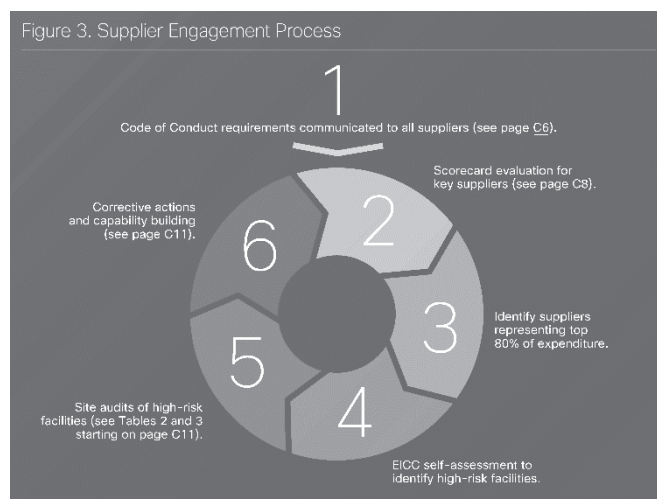 Figure 3. Supplier Engagement Process
1
Code of Conduct requirements communicated to all suppliers (see page C6).
2
Scorecard evaluation for
key suppliers (see page C8).
3
Identify suppliers
representing top
80% of expenditure.
4
EICC self-assessment to
identify high-risk facilities.
5
Site audits of high-risk
facilities (see Tables 2 and 3
starting on page C11).
6
Corrective actions
and capability building
(see page C11).